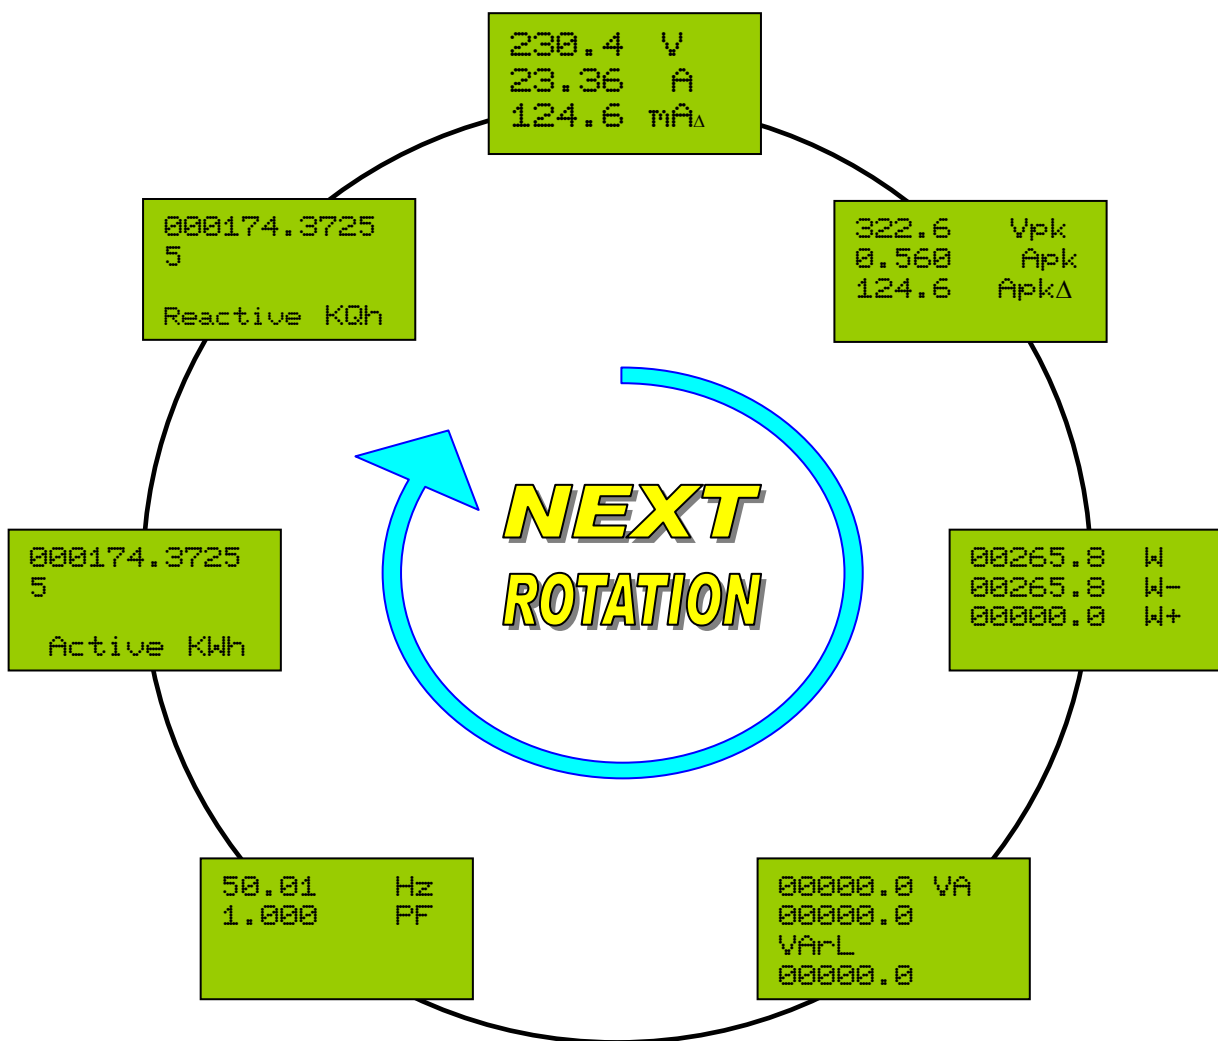 230.4 V
23.36 A
124.6 mA∆
322.6 Vpk
0.560 Apk
124.6 Apk∆
00265.8 W
00265.8 W-
00000.0 W+
00000.0 VA
00000.0
VArL
00000.0
50.01 Hz
1.000 PF
000174.3725
5
Active KWh
000174.3725
5
Reactive KQh
NEXT
ROTATION